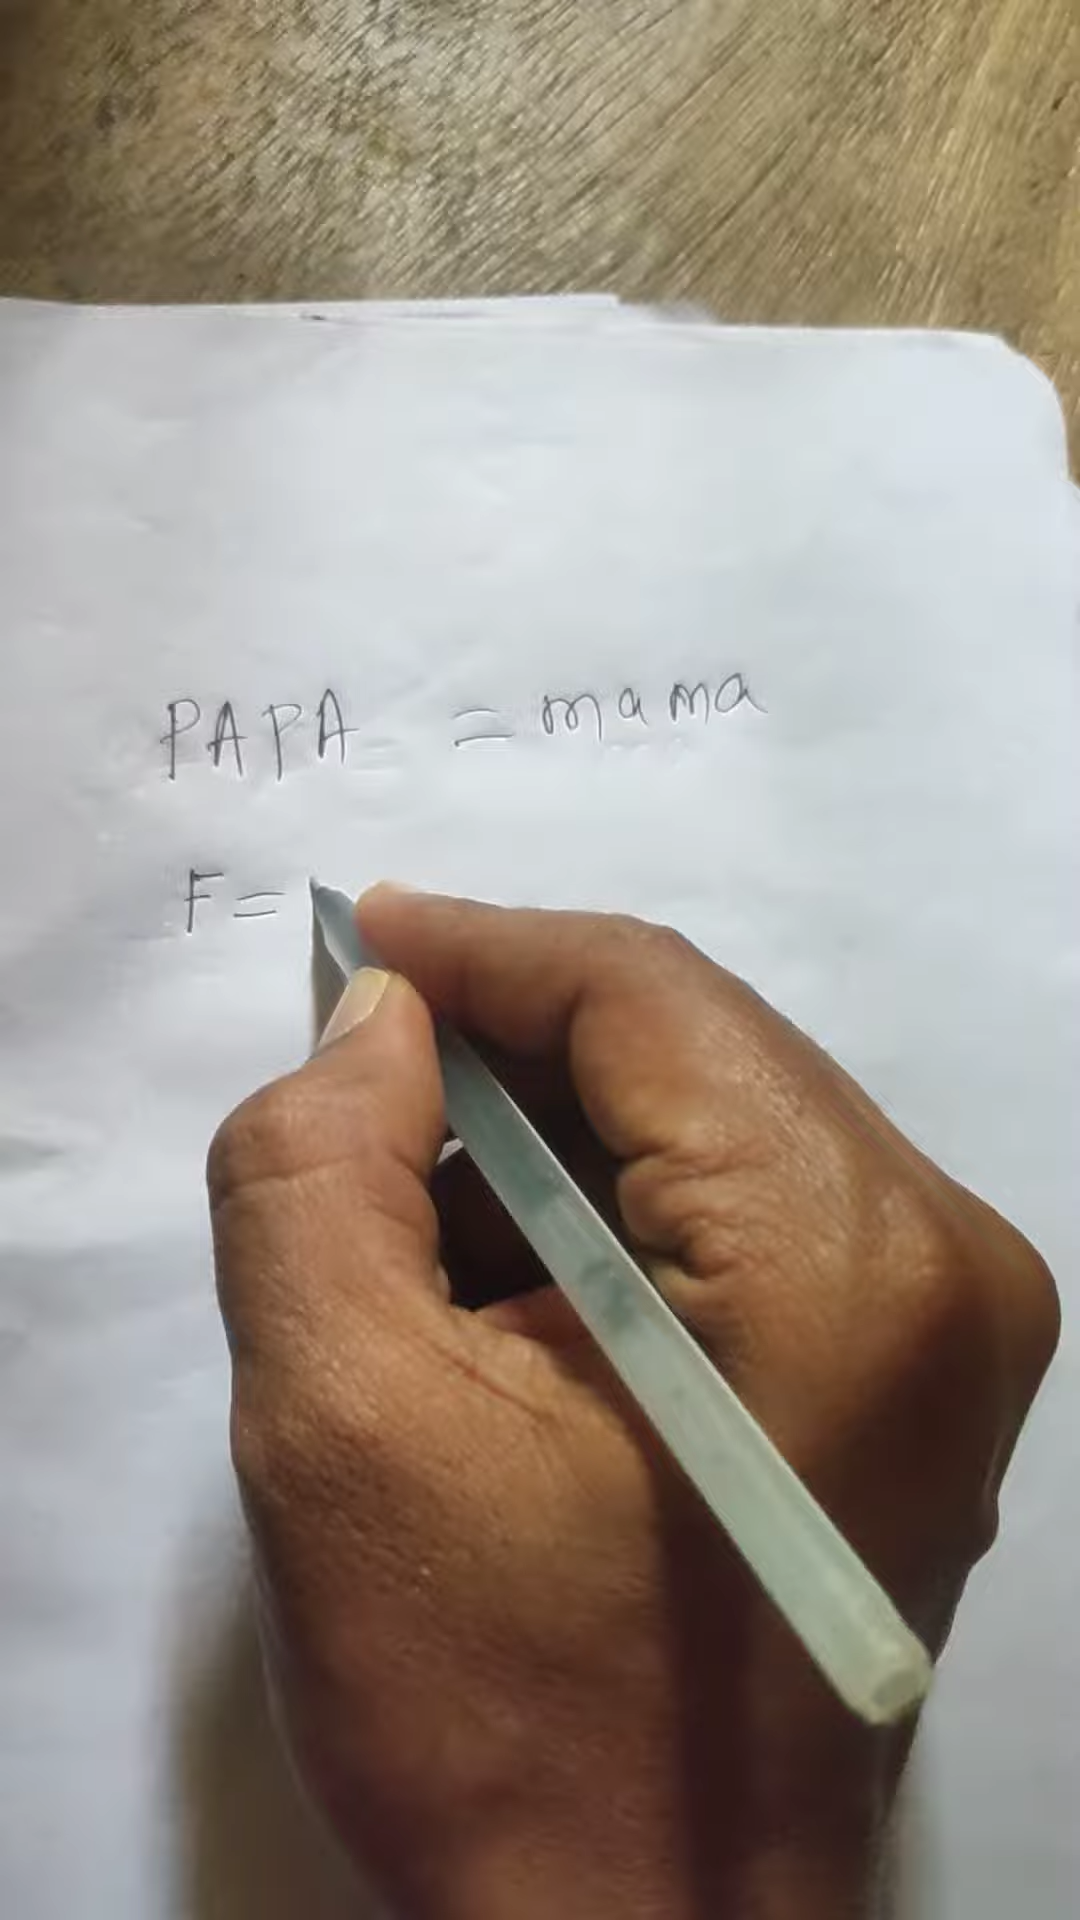 PAPA = mama
F =